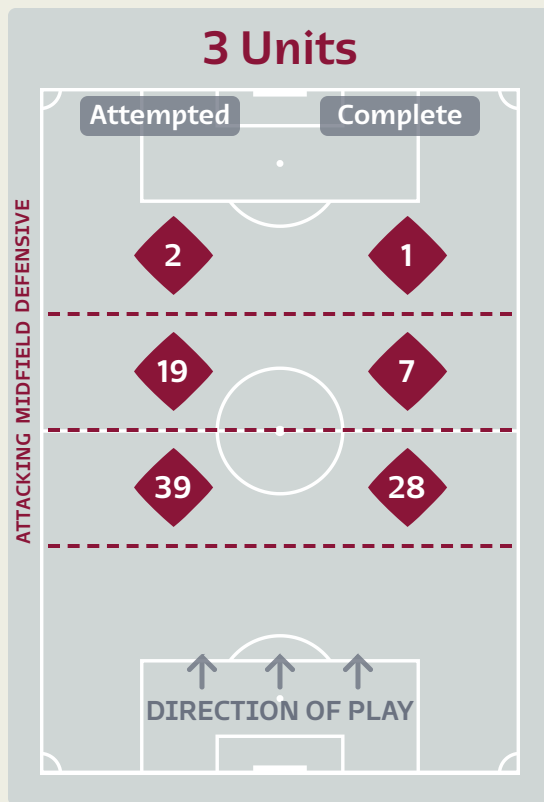 3 Units
Attempted Complete
ATTACKING MIDFIELD DEFENSIVE
2 1
19 7
39 28
DIRECTION OF PLAY